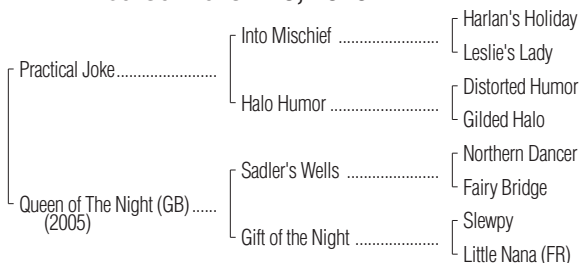 Practical Joke......................
Queen of The Night (GB) ......
(2005)
Into Mischief ........................
Halo Humor ..........................
Sadler's Wells ......................
Gift of the Night ....................
Harlan's Holiday
Leslie's Lady
Distorted Humor
Gilded Halo
Northern Dancer
Fairy Bridge
Slewpy
Little Nana (FR)